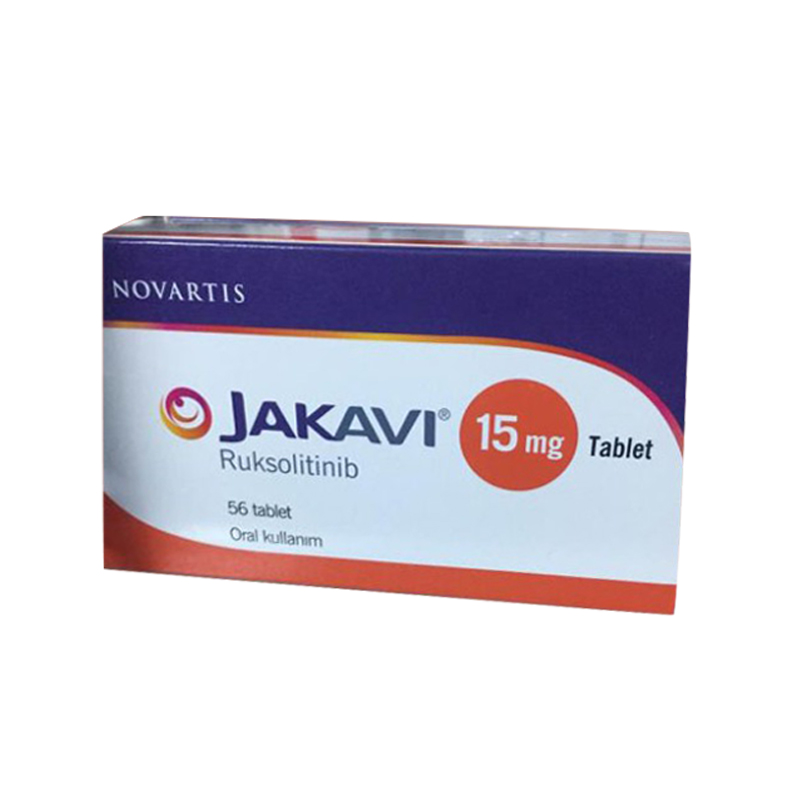 NOVARTIS
JAKAVI® 15 mg Tablet
Ruksolitinib
56 tablet
Oral kullanım